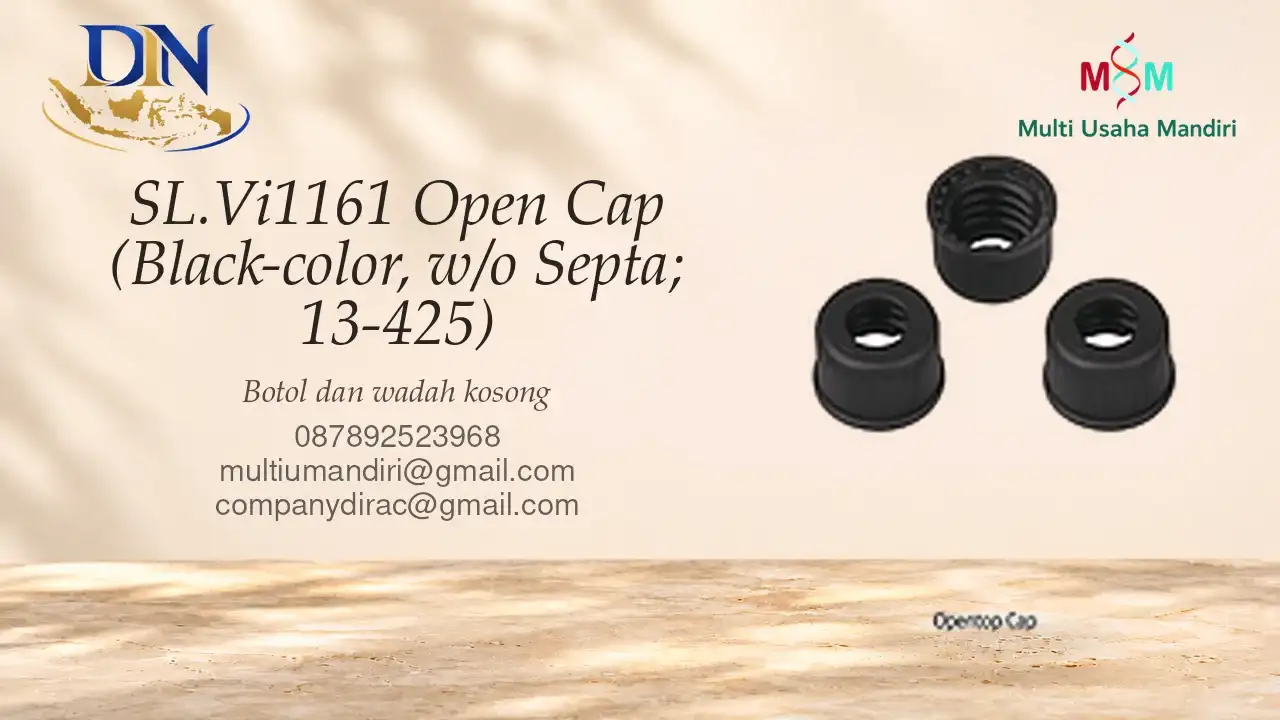 DIN
MSM
Multi Usaha Mandiri
SL.Vi1161 Open Cap
(Black-color, w/o Septa;
13-425)
Botol dan wadah kosong
087892523968
multiumandiri@gmail.com
companydirac@gmail.com
Opentop Cap